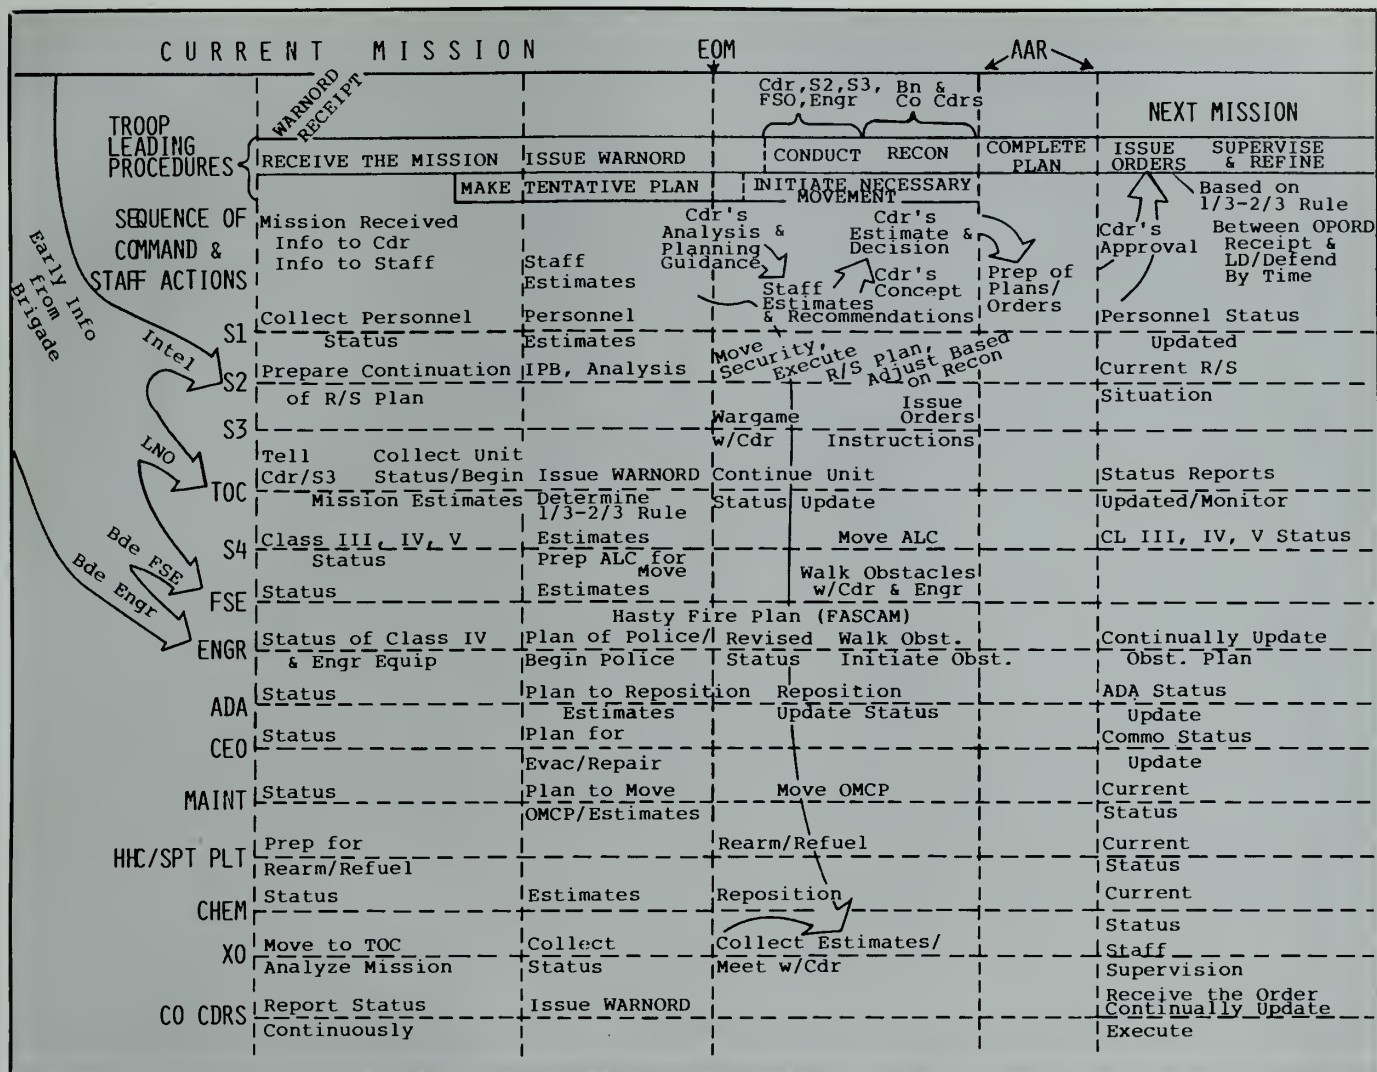 CURRENT MISSION
EOM
AAR
WARNORD RECEIPT
Cdr, S2, S3, FSO, Engr
Bn & Co Cdrs
NEXT MISSION
TROOP LEADING PROCEDURES
RECEIVE THE MISSION
ISSUE WARNORD
CONDUCT RECON
COMPLETE PLAN
ISSUE ORDERS
SUPERVISE & REFINE
MAKE TENTATIVE PLAN
INITIATE NECESSARY MOVEMENT
Based on 1/3-2/3 Rule
Between OPORD Receipt & LD/Defend By Time
SEQUENCE OF COMMAND & STAFF ACTIONS
Mission Received
Info to Cdr
Info to Staff
Staff Estimates
Cdr's Analysis & Planning Guidance
Staff Estimates & Recommendations
Cdr's Estimate & Decision
Cdr's Concept
Prep of Plans/Orders
Cdr's Approval
Early Info from Brigade
Intel
LNO
Bde FSE
Bde Engr
S1
Collect Personnel Status
Personnel Estimates
Personnel Status Updated
S2
Prepare Continuation of R/S Plan
IPB, Analysis
Move Security, Execute R/S Plan, Adjust Based on Recon
Current R/S Situation
S3
Wargame w/Cdr
Issue Orders
Instructions
TOC
Tell Cdr/S3
Collect Unit Status/Begin Mission Estimates
Issue WARNORD
Determine 1/3-2/3 Rule
Continue Unit Status Update
Status Reports Updated/Monitor
S4
Class III, IV, V Status
Estimates
Prep ALC for Move
Move ALC
CL III, IV, V Status
FSE
Status
Estimates
Walk Obstacles w/Cdr & Engr
Hasty Fire Plan (FASCAM)
ENGR
Status of Class IV & Engr Equip
Plan of Police/
Begin Police
Revised Status
Walk Obst.
Initiate Obst.
Continually Update Obst. Plan
ADA
Status
Plan to Reposition
Estimates
Reposition
Update Status
ADA Status Update
CEO
Status
Plan for Evac/Repair
Commo Status Update
MAINT
Status
Plan to Move OMCP/Estimates
Move OMCP
Current Status
HHC/SPT PLT
Prep for Rearm/Refuel
Rearm/Refuel
Current Status
CHEM
Status
Estimates
Reposition
Current Status
XO
Move to TOC
Analyze Mission
Collect Status
Collect Estimates/
Meet w/Cdr
Staff Supervision
CO CDRS
Report Status Continuously
Issue WARNORD
Receive the Order
Continually Update
Execute